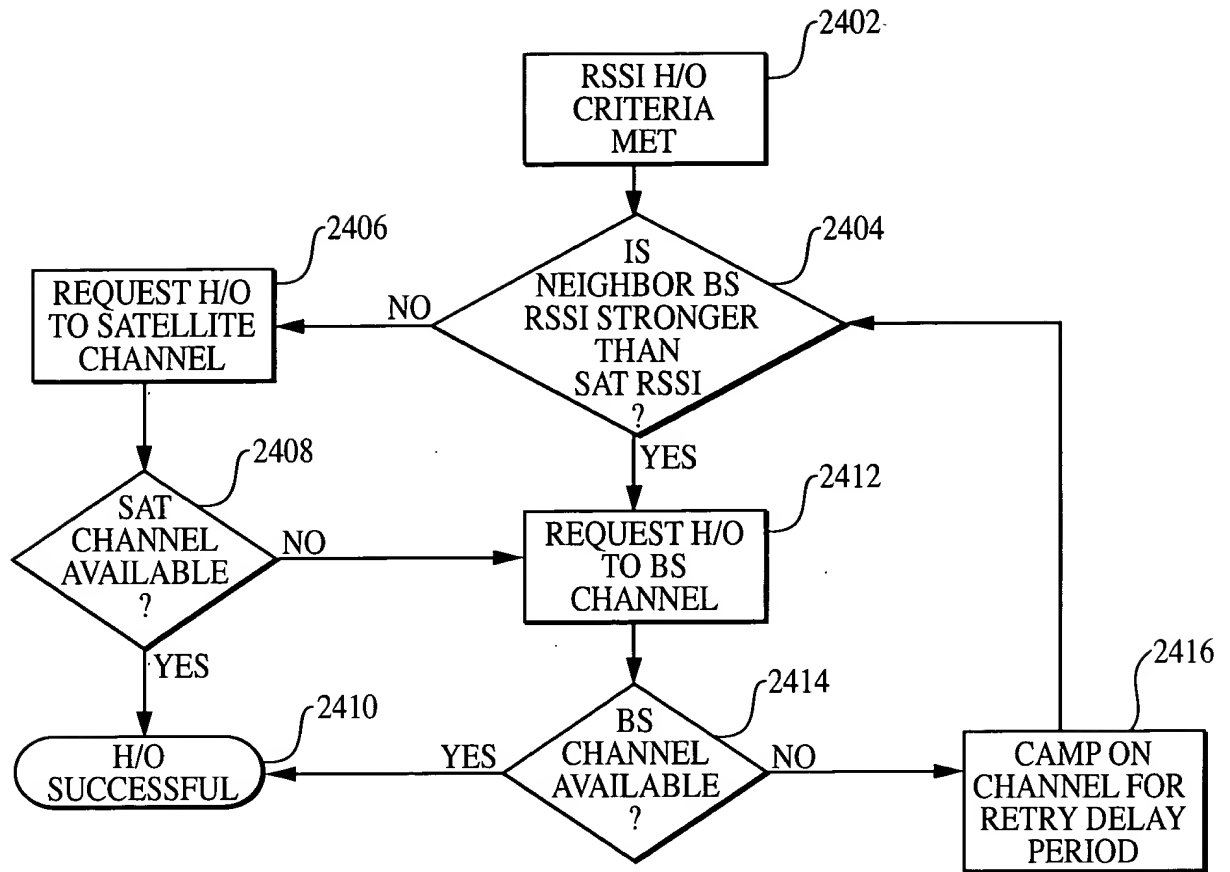 2402
RSSI H/O
CRITERIA
MET
2404
IS
NEIGHBOR BS
RSSI STRONGER
THAN
SAT RSSI
?
NO
YES
2406
REQUEST H/O
TO SATELLITE
CHANNEL
2408
SAT
CHANNEL
AVAILABLE
?
NO
YES
2412
REQUEST H/O
TO BS
CHANNEL
2410
H/O
SUCCESSFUL
2414
BS
CHANNEL
AVAILABLE
?
YES
NO
2416
CAMP ON
CHANNEL FOR
RETRY DELAY
PERIOD